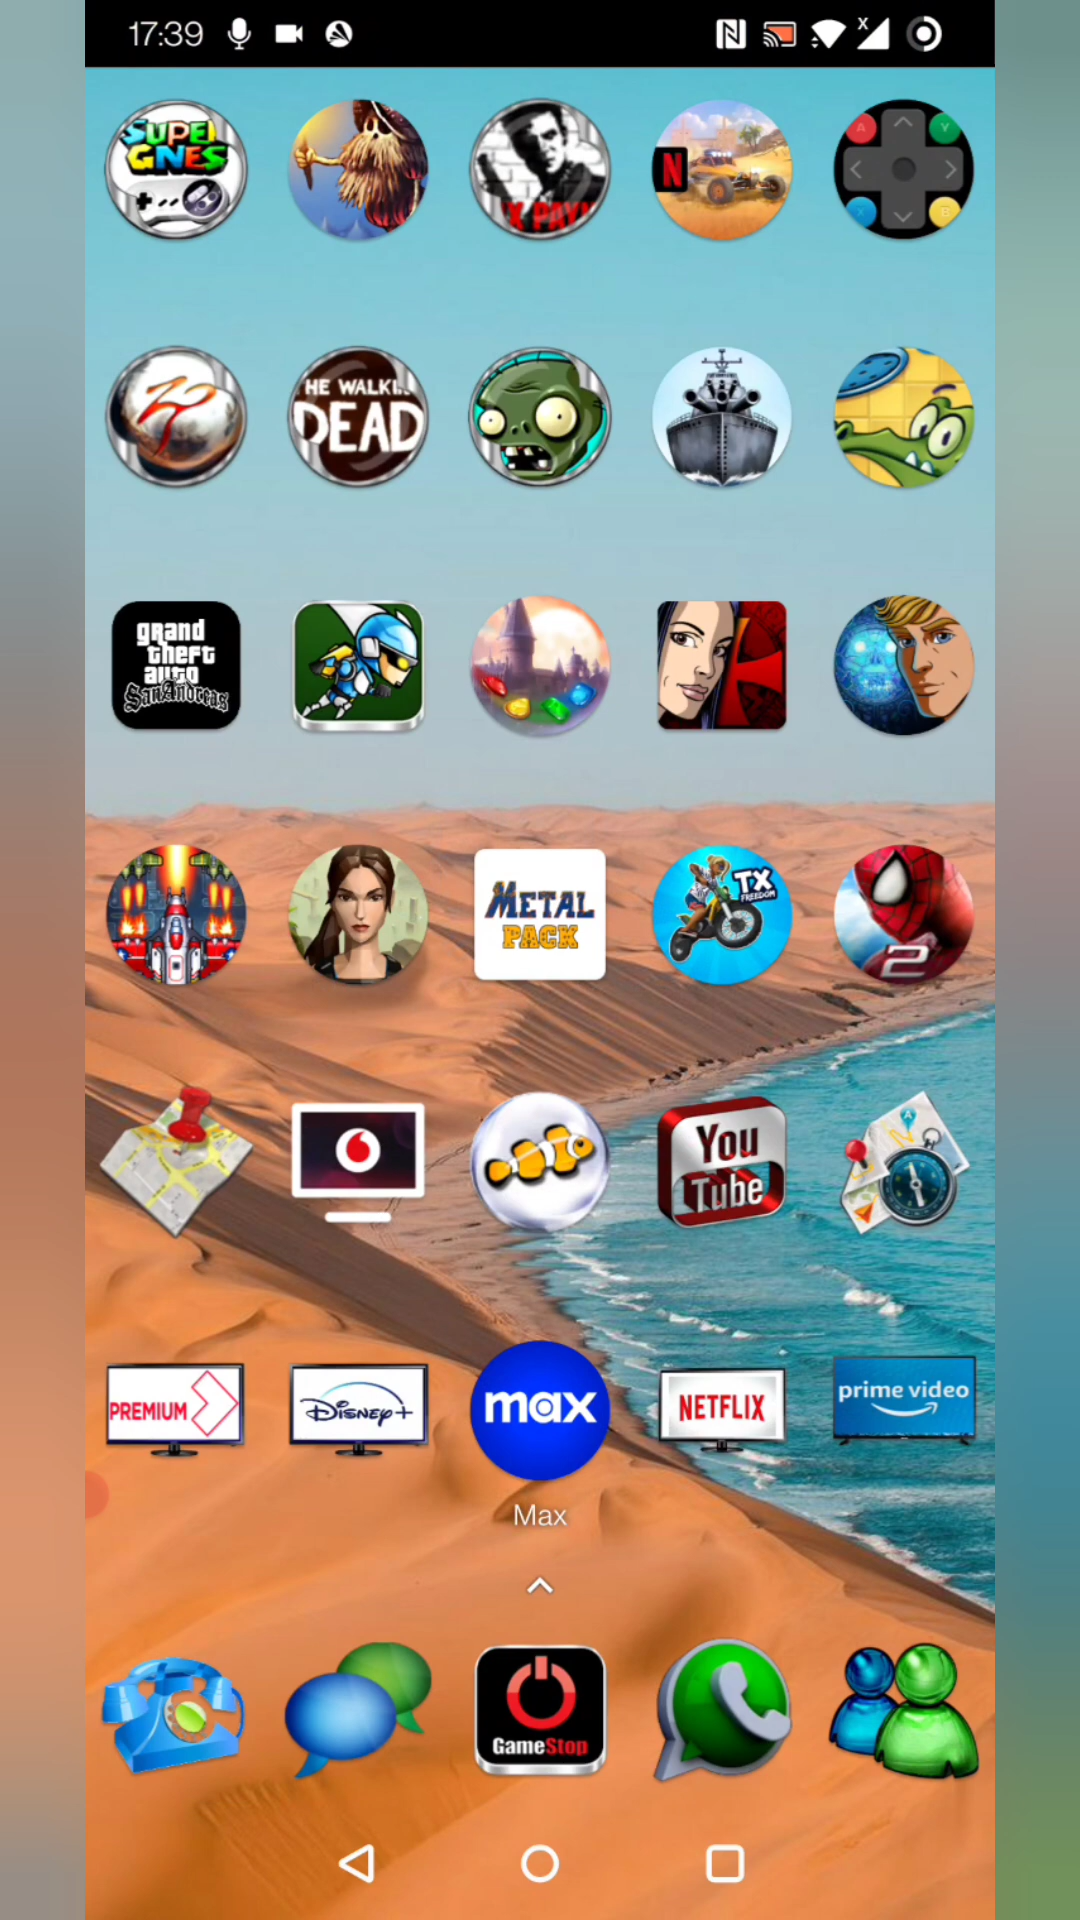 17:39
X
SUPER
GNES
X PAYN
N
A
Y
X
B
HE WALKI..
DEAD
grand
theft
auto
San Andreas
METAL
PACK
TX
FREEDOM
2
You
Tube
A
N
PREMIUM
Disney+
max
NETFLIX
prime video
Max
GameStop